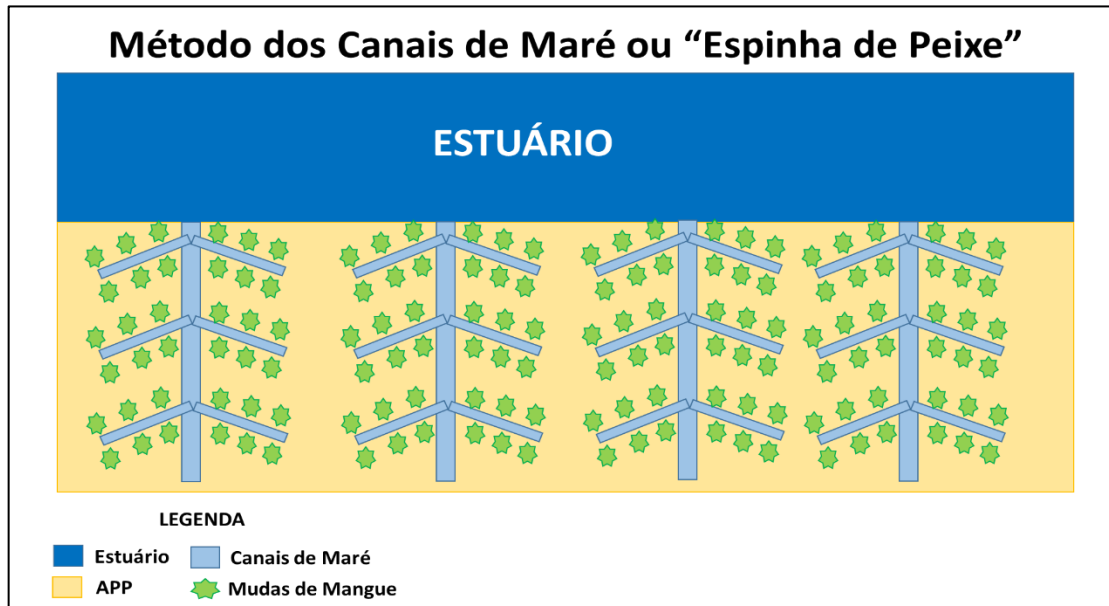 Método dos Canais de Maré ou “Espinha de Peixe”
ESTUÁRIO
LEGENDA
Estuário
Canais de Maré
APP
Mudas de Mangue